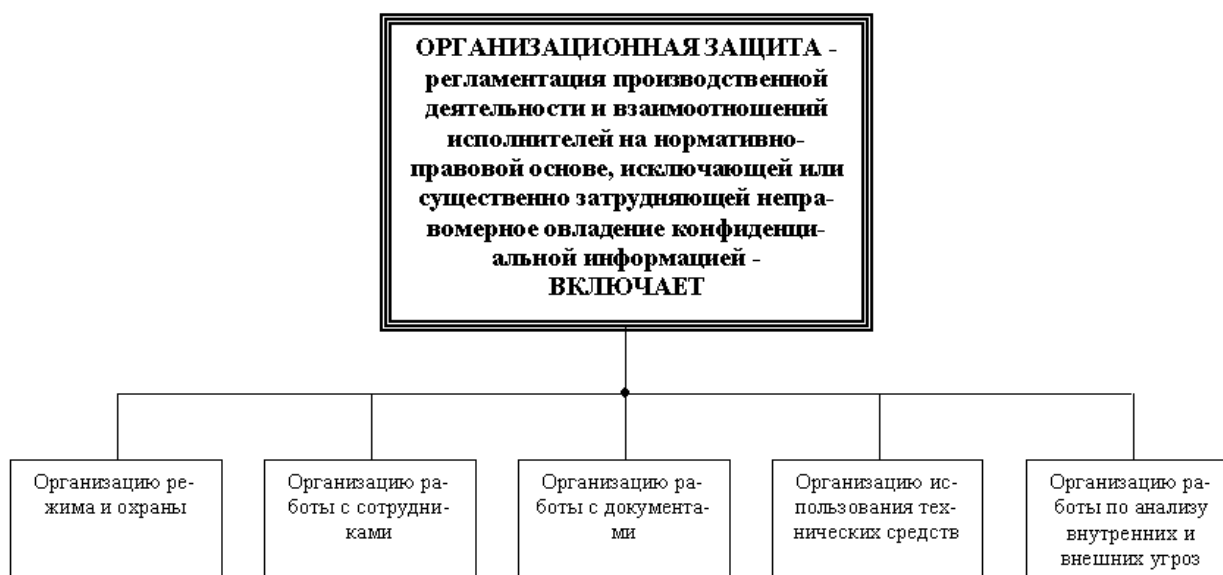 ОРГАНИЗАЦИОННАЯ ЗАЩИТА -
регламентация производственной
деятельности и взаимоотношений
исполнителей на нормативно-
правовой основе, исключающей или
существенно затрудняющей непра-
вомерное овладение конфиденци-
альной информацией -
ВКЛЮЧАЕТ
Организацию ре-
жима и охраны
Организацию ра-
боты с сотрудни-
ками
Организацию ра-
боты с документа-
ми
Организацию ис-
пользования тех-
нических средств
Организацию ра-
боты по анализу
внутренних и
внешних угроз